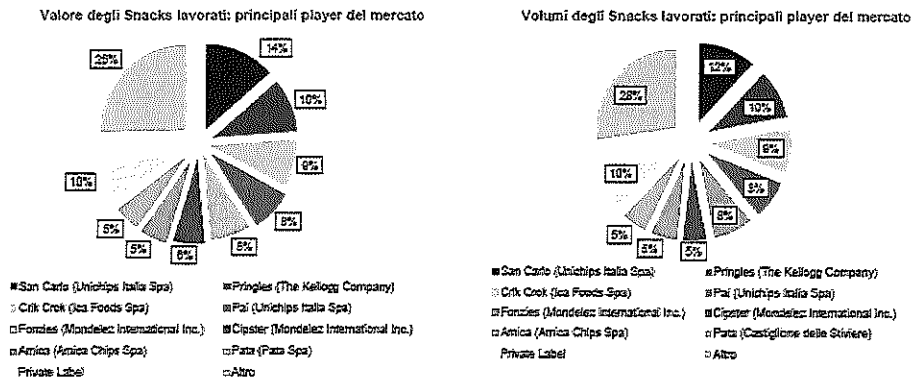 Valore degli Snacks lavorati: principali player del mercato
14%
10%
9%
8%
8%
6%
5%
5%
10%
San Carlo (Unichips Italia Spa)
Pringles (The Kellogg Company)
Crik Crok (Ica Foods Spa)
Pai (Unichips Italia Spa)
Fonzies (Mondelez International Inc.)
Cipster (Mondelez International Inc.)
Amica (Amica Chips Spa)
Pata (Pata Spa)
Private Label
Altro
Volumi degli Snacks lavorati: principali player del mercato
12%
10%
9%
8%
8%
5%
5%
5%
10%
28%
San Carlo (Unichips Italia Spa)
Pringles (The Kellogg Company)
Crik Crok (Ica Foods Spa)
Pai (Unichips Italia Spa)
Fonzies (Mondelez International Inc.)
Cipster (Mondelez International Inc.)
Amica (Amica Chips Spa)
Pata (Castiglione delle Stiviere)
Private Label
Altro